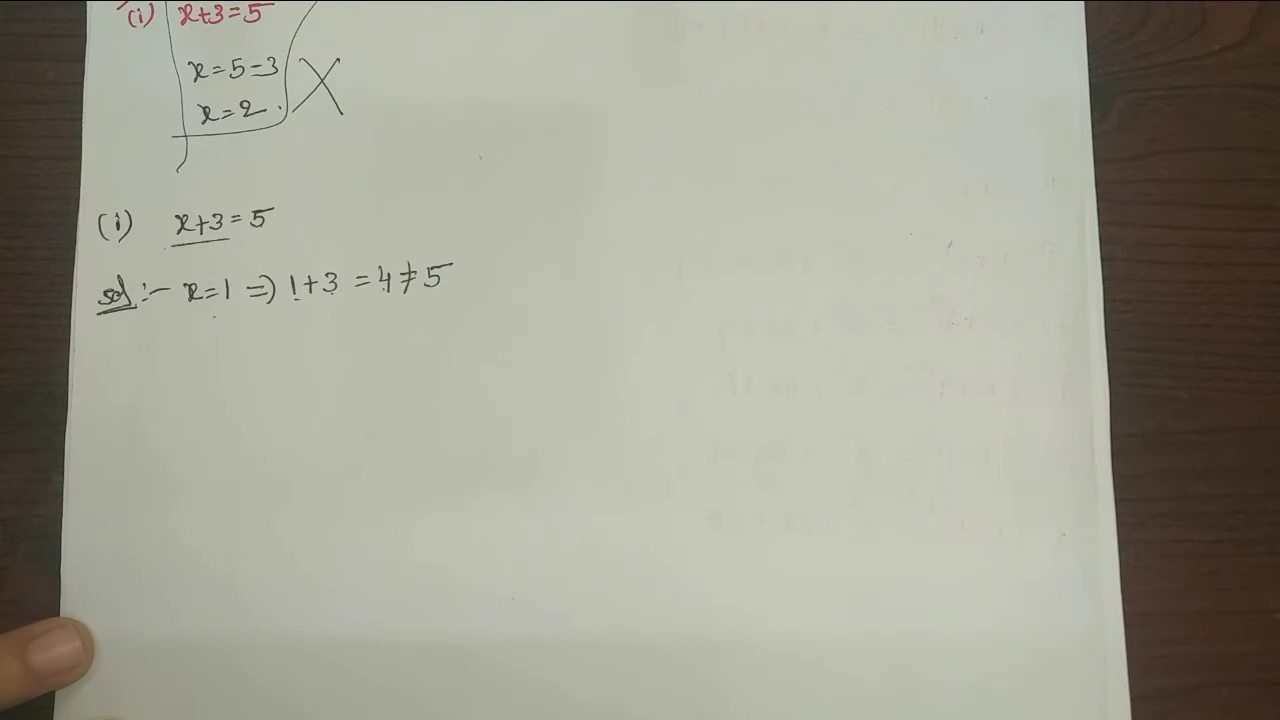 (i) x+3=5
x=5-3
x=2.
(i) x+3=5
sol :- x=1 => 1+3 = 4≠5